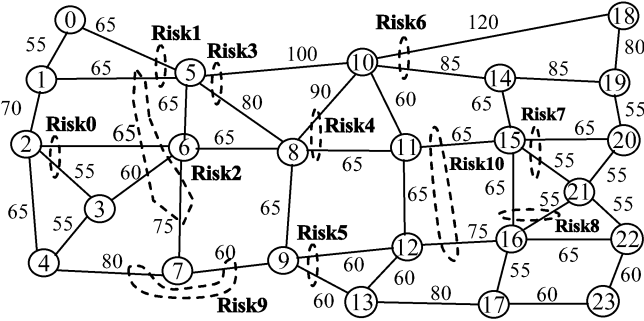 0 65 Risk1 Risk3 Risk6 120 18
55 100 80
1 65 5 10 85 14 85 19
70 65 80 90 60 65 55
Risk0 Risk4 Risk7
2 65 6 65 8 65 11 65 15 65 20
55 60 Risk2 Risk10 55 55
65 3 65 65 65 21
55 75 55 55
Risk8
4 80 7 60 9 Risk5 60 12 75 16 65 22
Risk9 60 60 55 60
13 80 17 60 23